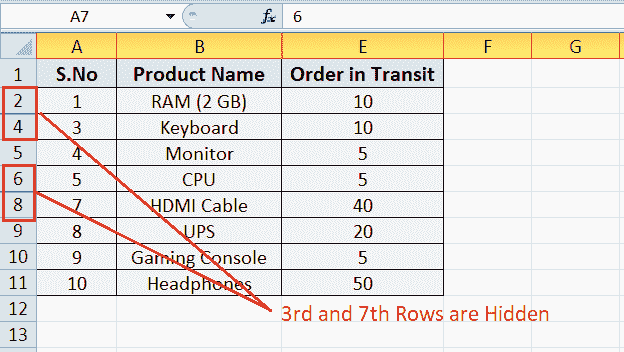 A7 fx 6
A B E F G
1 S.No Product Name Order in Transit
2 1 RAM (2 GB) 10
4 3 Keyboard 10
5 4 Monitor 5
6 5 CPU 5
8 7 HDMI Cable 40
9 8 UPS 20
10 9 Gaming Console 5
11 10 Headphones 50
12 3rd and 7th Rows are Hidden
13